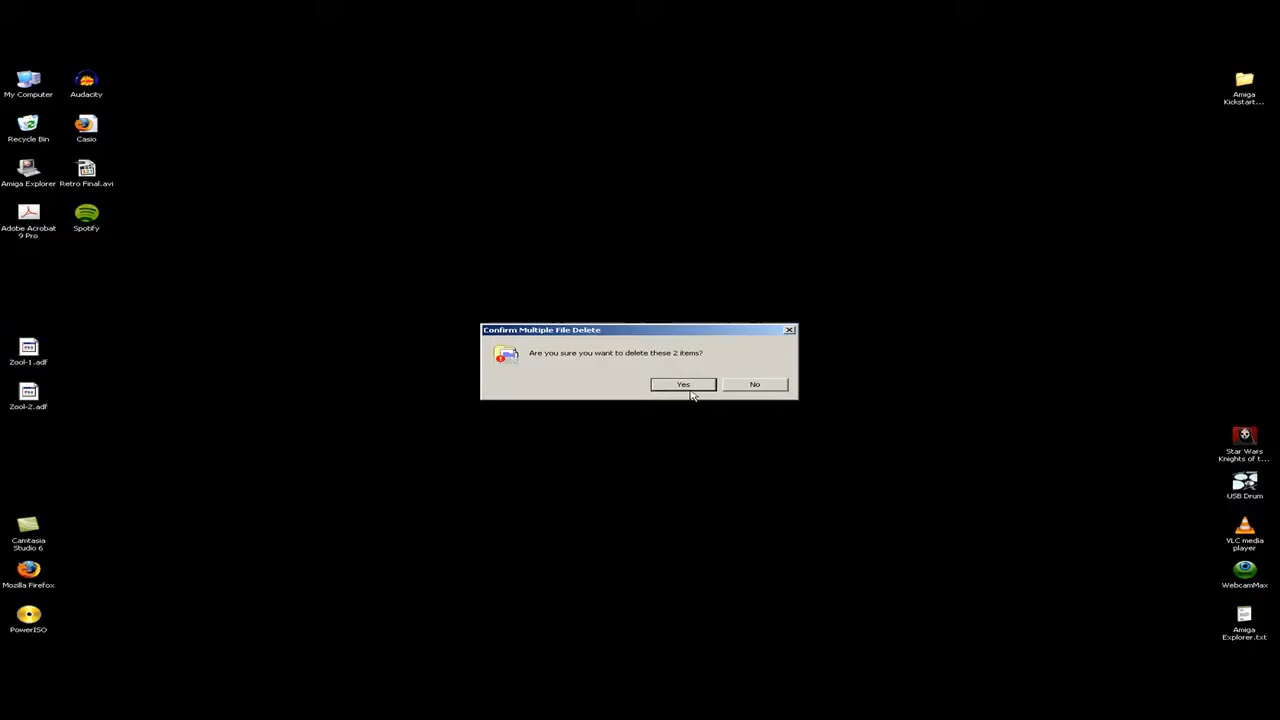 My Computer
Audacity
Amiga
Kickstart...
Recycle Bin
Casio
Amiga Explorer
Retro Final.avi
Adobe Acrobat
9 Pro
Spotify
Confirm Multiple File Delete
Are you sure you want to delete these 2 items?
Yes
No
Zool-1.adf
Zool-2.adf
Star Wars
Knights of t...
USB Drum
Camtasia
Studio 6
VLC media
player
Mozilla Firefox
WebcamMax
PowerISO
Amiga
Explorer.txt